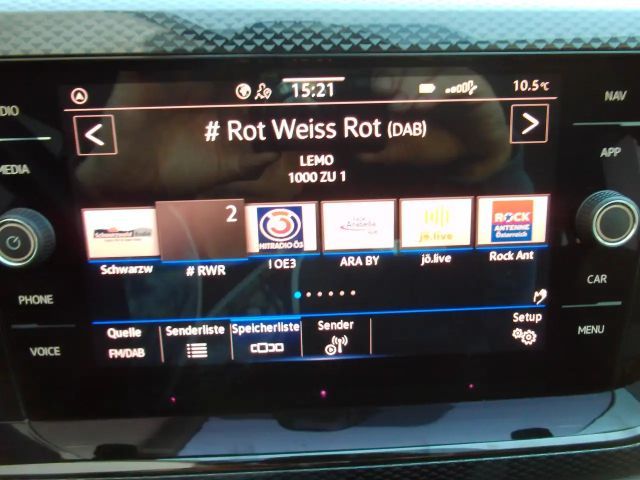 15:21
10.5°C
NAV
MEDIA
APP
# Rot Weiss Rot (DAB)
LEMO
1000 ZU 1
2
3
HITRADIO Ö3
Arabella
jö.live
ROCK
ANTENNE
Österreich
Schwarzw
# RWR
! OE3
ARA BY
jö.live
Rock Ant
PHONE
CAR
VOICE
MENU
Quelle
FM/DAB
Senderliste
Speicherliste
Sender
Setup